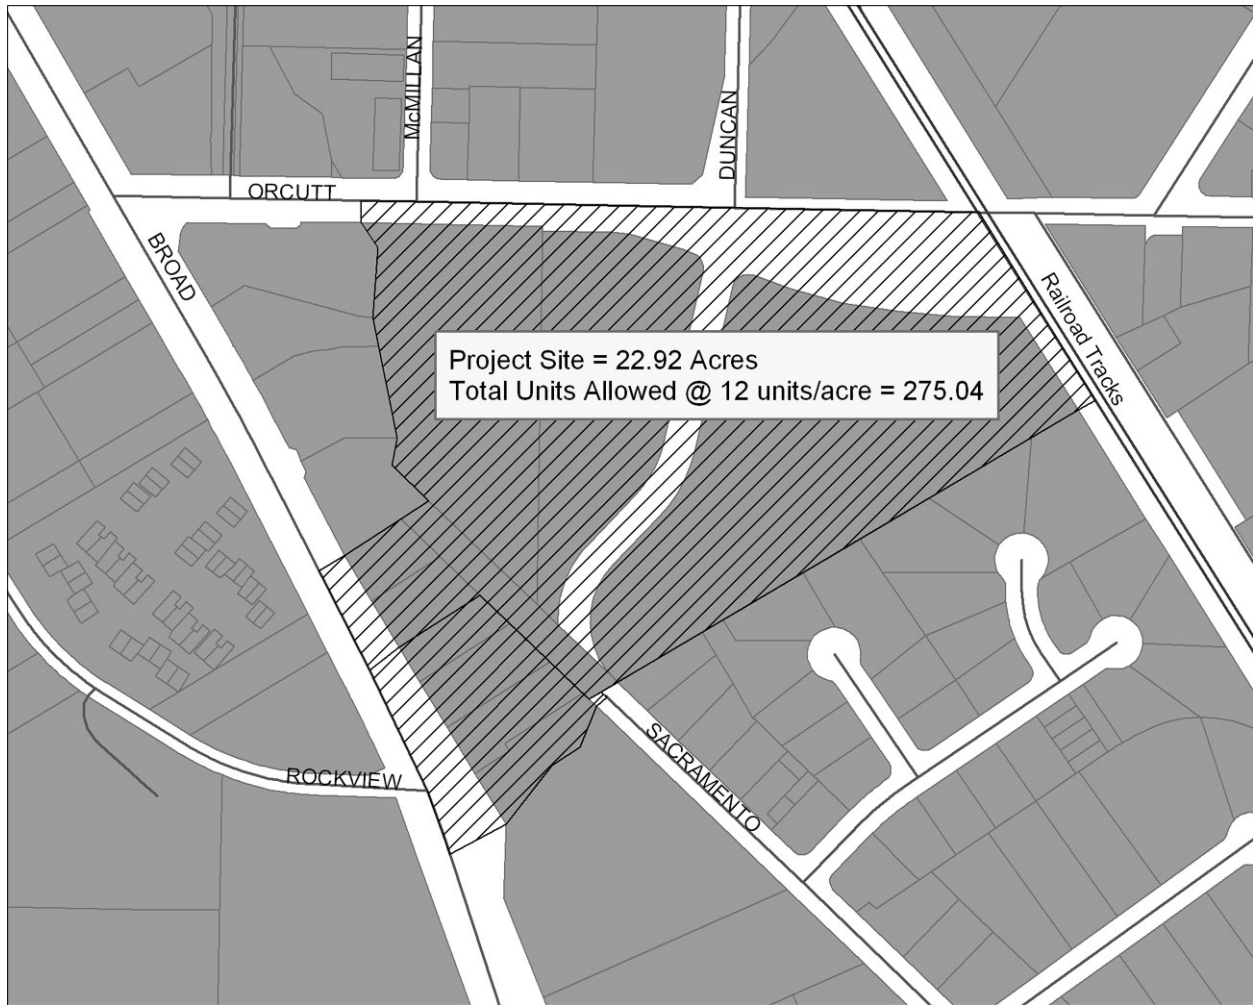 McMILLAN
DUNCAN
ORCUTT
BROAD
Railroad Tracks
Project Site = 22.92 Acres
Total Units Allowed @ 12 units/acre = 275.04
SACRAMENTO
ROCKVIEW